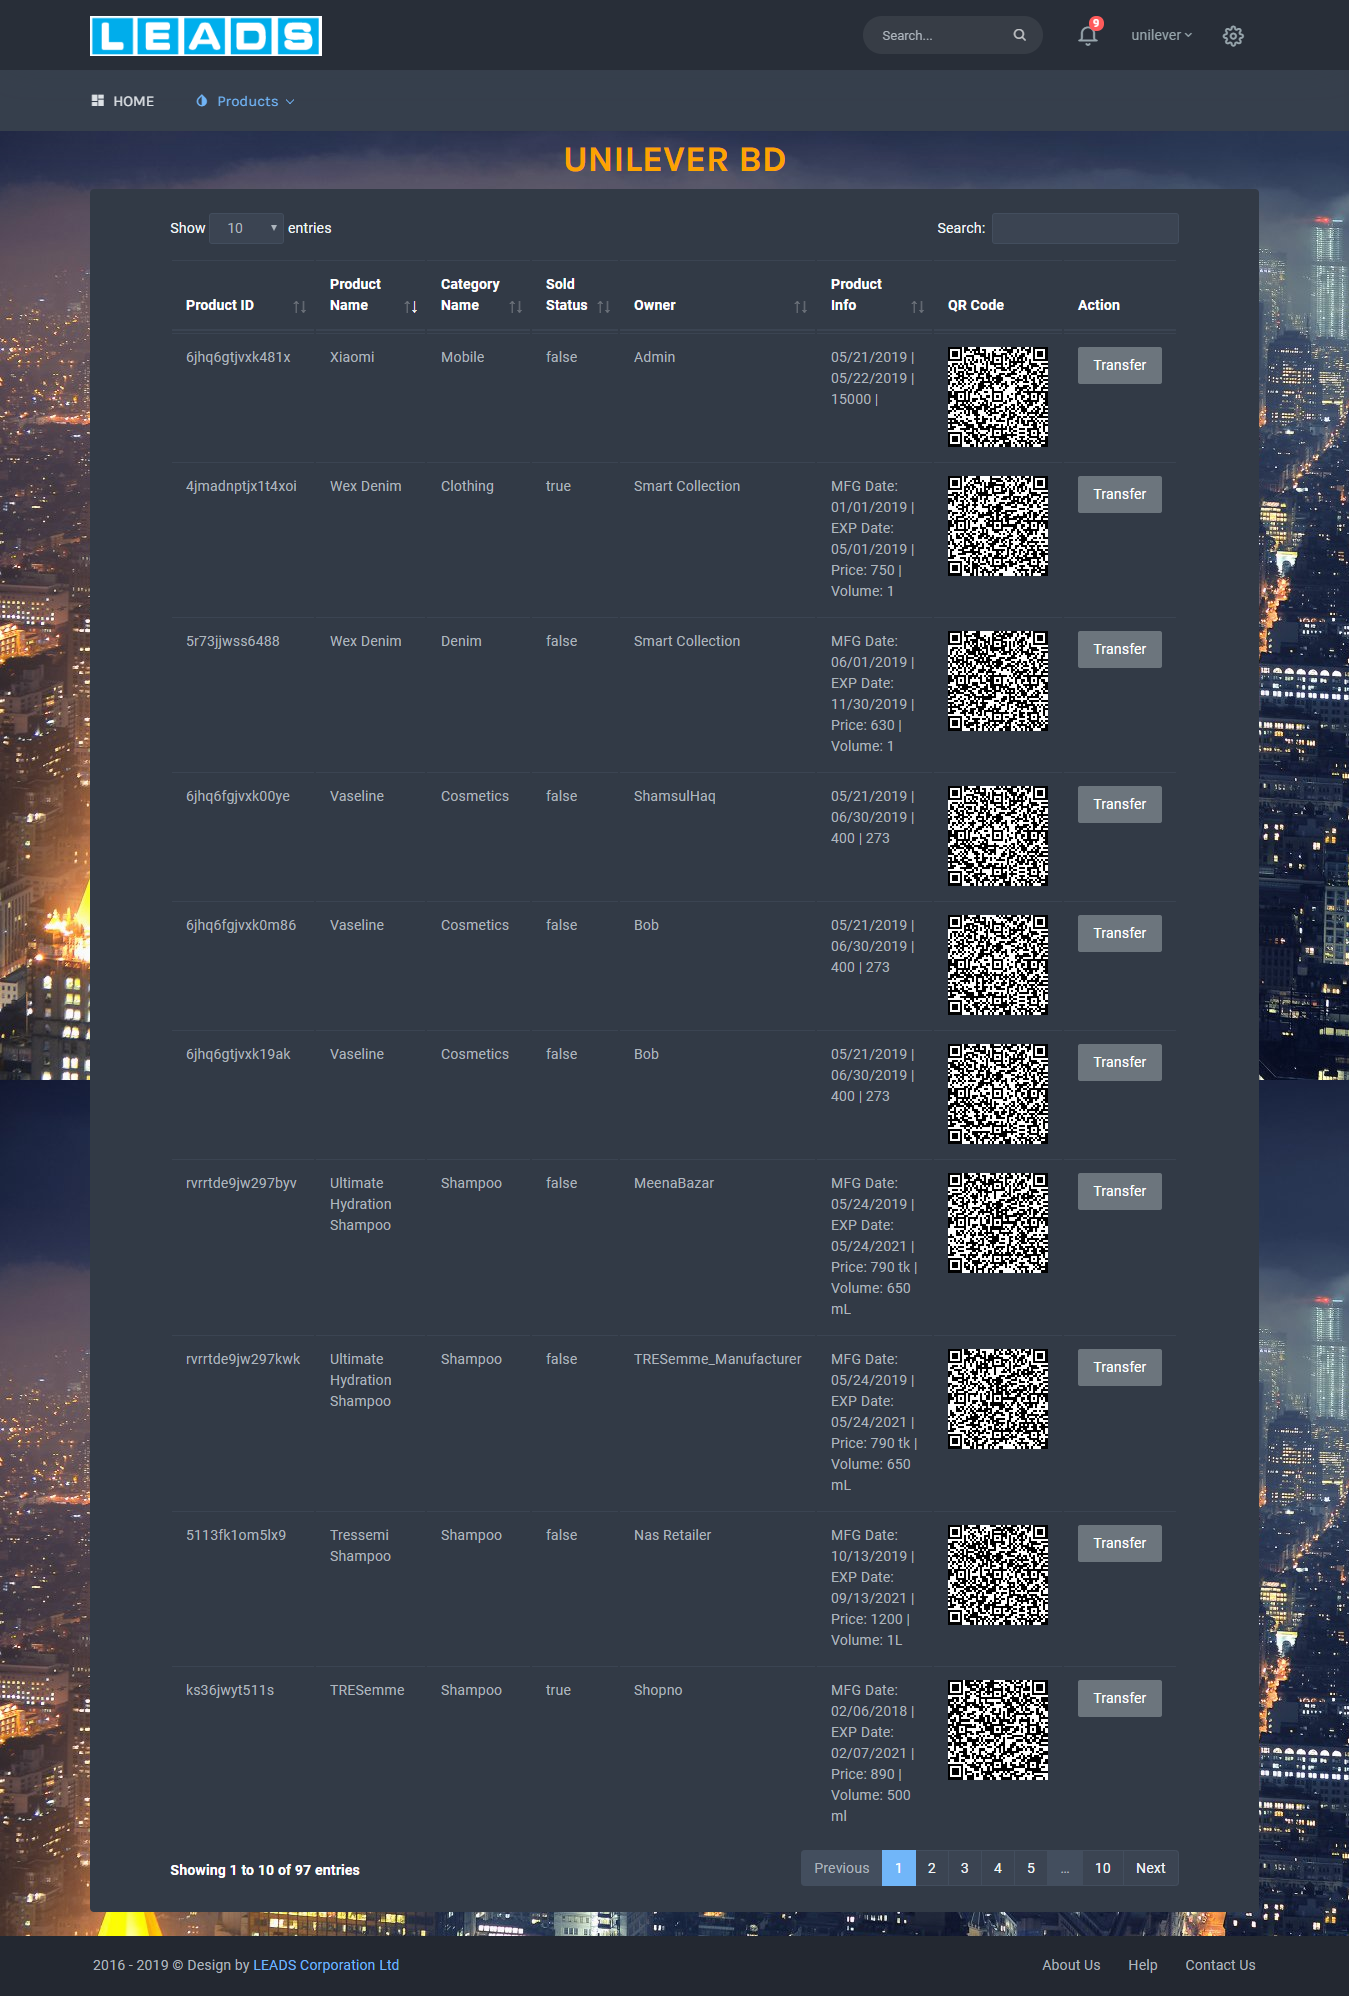 LEADS
Search...
9
unilever
HOME
Products
UNILEVER BD
Show 10 entries
Search:
Product ID
Product Name
Category Name
Sold Status
Owner
Product Info
QR Code
Action
6jhq6gtjvxk481x
Xiaomi
Mobile
false
Admin
05/21/2019 |
05/22/2019 |
15000 |
Transfer
4jmadnptjx1t4xoi
Wex Denim
Clothing
true
Smart Collection
MFG Date:
01/01/2019 |
EXP Date:
05/01/2019 |
Price: 750 |
Volume: 1
Transfer
5r73jjwss6488
Wex Denim
Denim
false
Smart Collection
MFG Date:
06/01/2019 |
EXP Date:
11/30/2019 |
Price: 630 |
Volume: 1
Transfer
6jhq6fgjvxk00ye
Vaseline
Cosmetics
false
ShamsulHaq
05/21/2019 |
06/30/2019 |
400 | 273
Transfer
6jhq6fgjvxk0m86
Vaseline
Cosmetics
false
Bob
05/21/2019 |
06/30/2019 |
400 | 273
Transfer
6jhq6gtjvxk19ak
Vaseline
Cosmetics
false
Bob
05/21/2019 |
06/30/2019 |
400 | 273
Transfer
rvrrtde9jw297byv
Ultimate
Hydration
Shampoo
Shampoo
false
MeenaBazar
MFG Date:
05/24/2019 |
EXP Date:
05/24/2021 |
Price: 790 tk |
Volume: 650
mL
Transfer
rvrrtde9jw297kwk
Ultimate
Hydration
Shampoo
Shampoo
false
TRESemme_Manufacturer
MFG Date:
05/24/2019 |
EXP Date:
05/24/2021 |
Price: 790 tk |
Volume: 650
mL
Transfer
5113fk1om5lx9
Tressemi
Shampoo
Shampoo
false
Nas Retailer
MFG Date:
10/13/2019 |
EXP Date:
09/13/2021 |
Price: 1200 |
Volume: 1L
Transfer
ks36jwyt511s
TRESemme
Shampoo
true
Shopno
MFG Date:
02/06/2018 |
EXP Date:
02/07/2021 |
Price: 890 |
Volume: 500
ml
Transfer
Showing 1 to 10 of 97 entries
Previous 1 2 3 4 5 … 10 Next
2016 - 2019 © Design by LEADS Corporation Ltd
About Us Help Contact Us